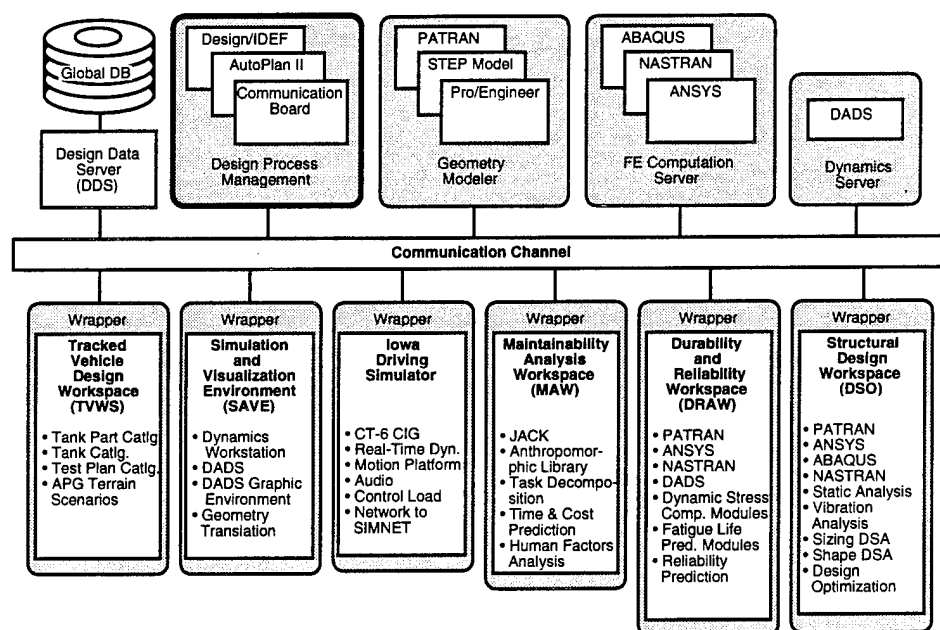 Global DB
Design Data
Server
(DDS)
Design/IDEF
AutoPlan II
Communication
Board
Design Process
Management
PATRAN
STEP Model
Pro/Engineer
Geometry
Modeler
ABAQUS
NASTRAN
ANSYS
FE Computation
Server
DADS
Dynamics
Server
Communication Channel
Wrapper
Tracked
Vehicle
Design
Workspace
(TVWS)
• Tank Part Catlg.
• Tank Catlg.
• Test Plan Catlg.
• APG Terrain
Scenarios
Wrapper
Simulation
and
Visualization
Environment
(SAVE)
• Dynamics
Workstation
• DADS
• DADS Graphic
Environment
• Geometry
Translation
Wrapper
Iowa
Driving
Simulator
• CT-6 CIG
• Real-Time Dyn.
• Motion Platform
• Audio
• Control Load
• Network to
SIMNET
Wrapper
Maintainability
Analysis
Workspace
(MAW)
• JACK
• Anthropomor-
phic Library
• Task Decompo-
sition
• Time & Cost
Prediction
• Human Factors
Analysis
Wrapper
Durability
and
Reliability
Workspace
(DRAW)
• PATRAN
• ANSYS
• NASTRAN
• DADS
• Dynamic Stress
Comp. Modules
• Fatigue Life
Pred. Modules
• Reliability
Prediction
Wrapper
Structural
Design
Workspace
(DSO)
• PATRAN
• ANSYS
• ABAQUS
• NASTRAN
• Static Analysis
• Vibration
Analysis
• Sizing DSA
• Shape DSA
• Design
Optimization